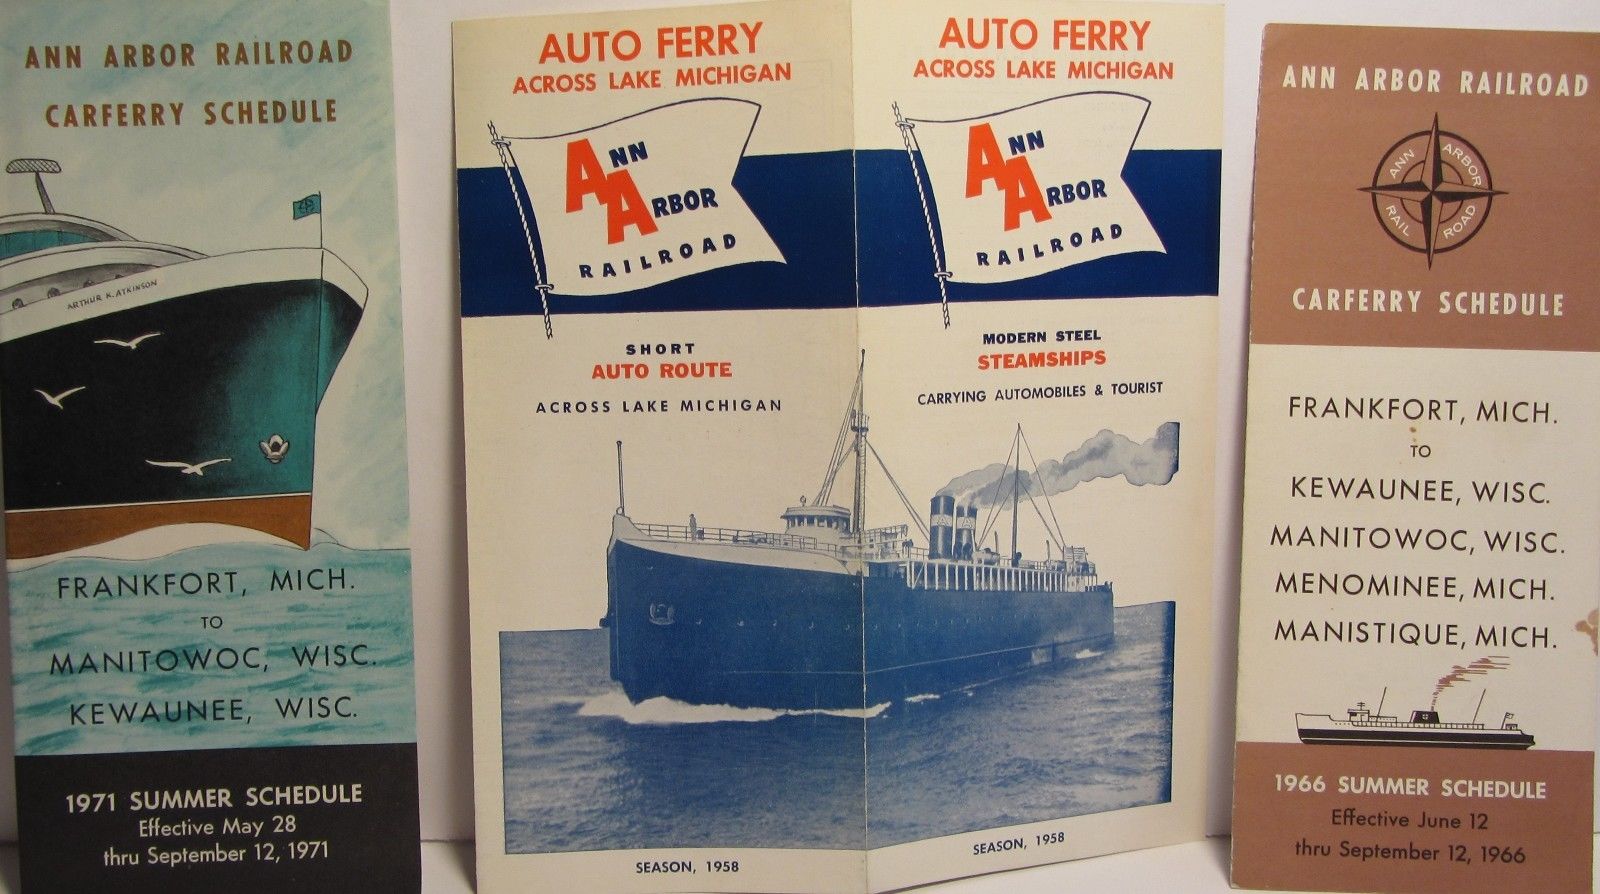 ANN ARBOR RAILROAD
CARFERRY SCHEDULE
ARTHUR K. ATKINSON
FRANKFORT, MICH.
TO
MANITOWOC, WISC.
KEWAUNEE, WISC.
1971 SUMMER SCHEDULE
Effective May 28
thru September 12, 1971
AUTO FERRY
ACROSS LAKE MICHIGAN
ANN
ARBOR
RAILROAD
SHORT
AUTO ROUTE
ACROSS LAKE MICHIGAN
SEASON, 1958
AUTO FERRY
ACROSS LAKE MICHIGAN
ANN
ARBOR
RAILROAD
MODERN STEEL
STEAMSHIPS
CARRYING AUTOMOBILES & TOURIST
A
A
SEASON, 1958
ANN ARBOR RAILROAD
ANN ARBOR
RAIL ROAD
CARFERRY SCHEDULE
FRANKFORT, MICH.
TO
KEWAUNEE, WISC.
MANITOWOC, WISC.
MENOMINEE, MICH.
MANISTIQUE, MICH.
1966 SUMMER SCHEDULE
Effective June 12
thru September 12, 1966